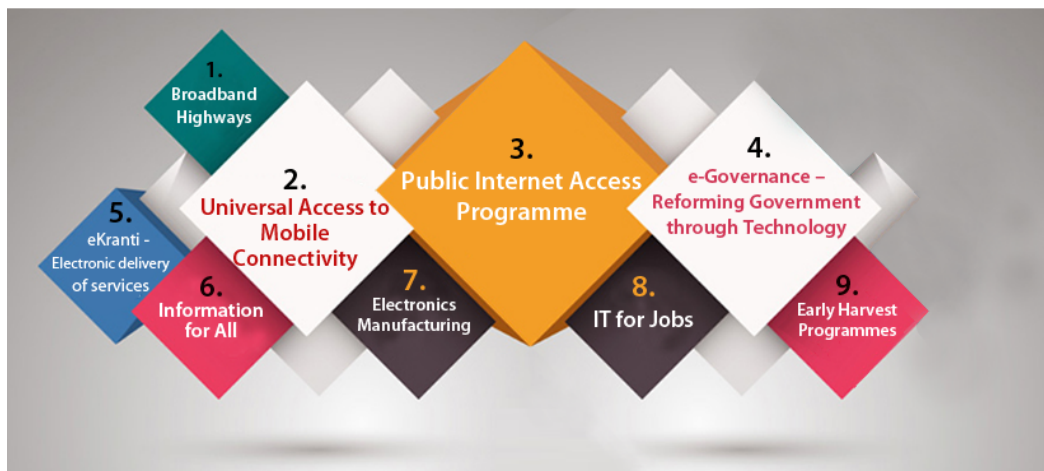 1.
Broadband
Highways
2.
Universal Access to
Mobile
Connectivity
3.
Public Internet Access
Programme
4.
e-Governance –
Reforming Government
through Technology
5.
eKranti -
Electronic delivery
of services
6.
Information
for All
7.
Electronics
Manufacturing
8.
IT for Jobs
9.
Early Harvest
Programmes